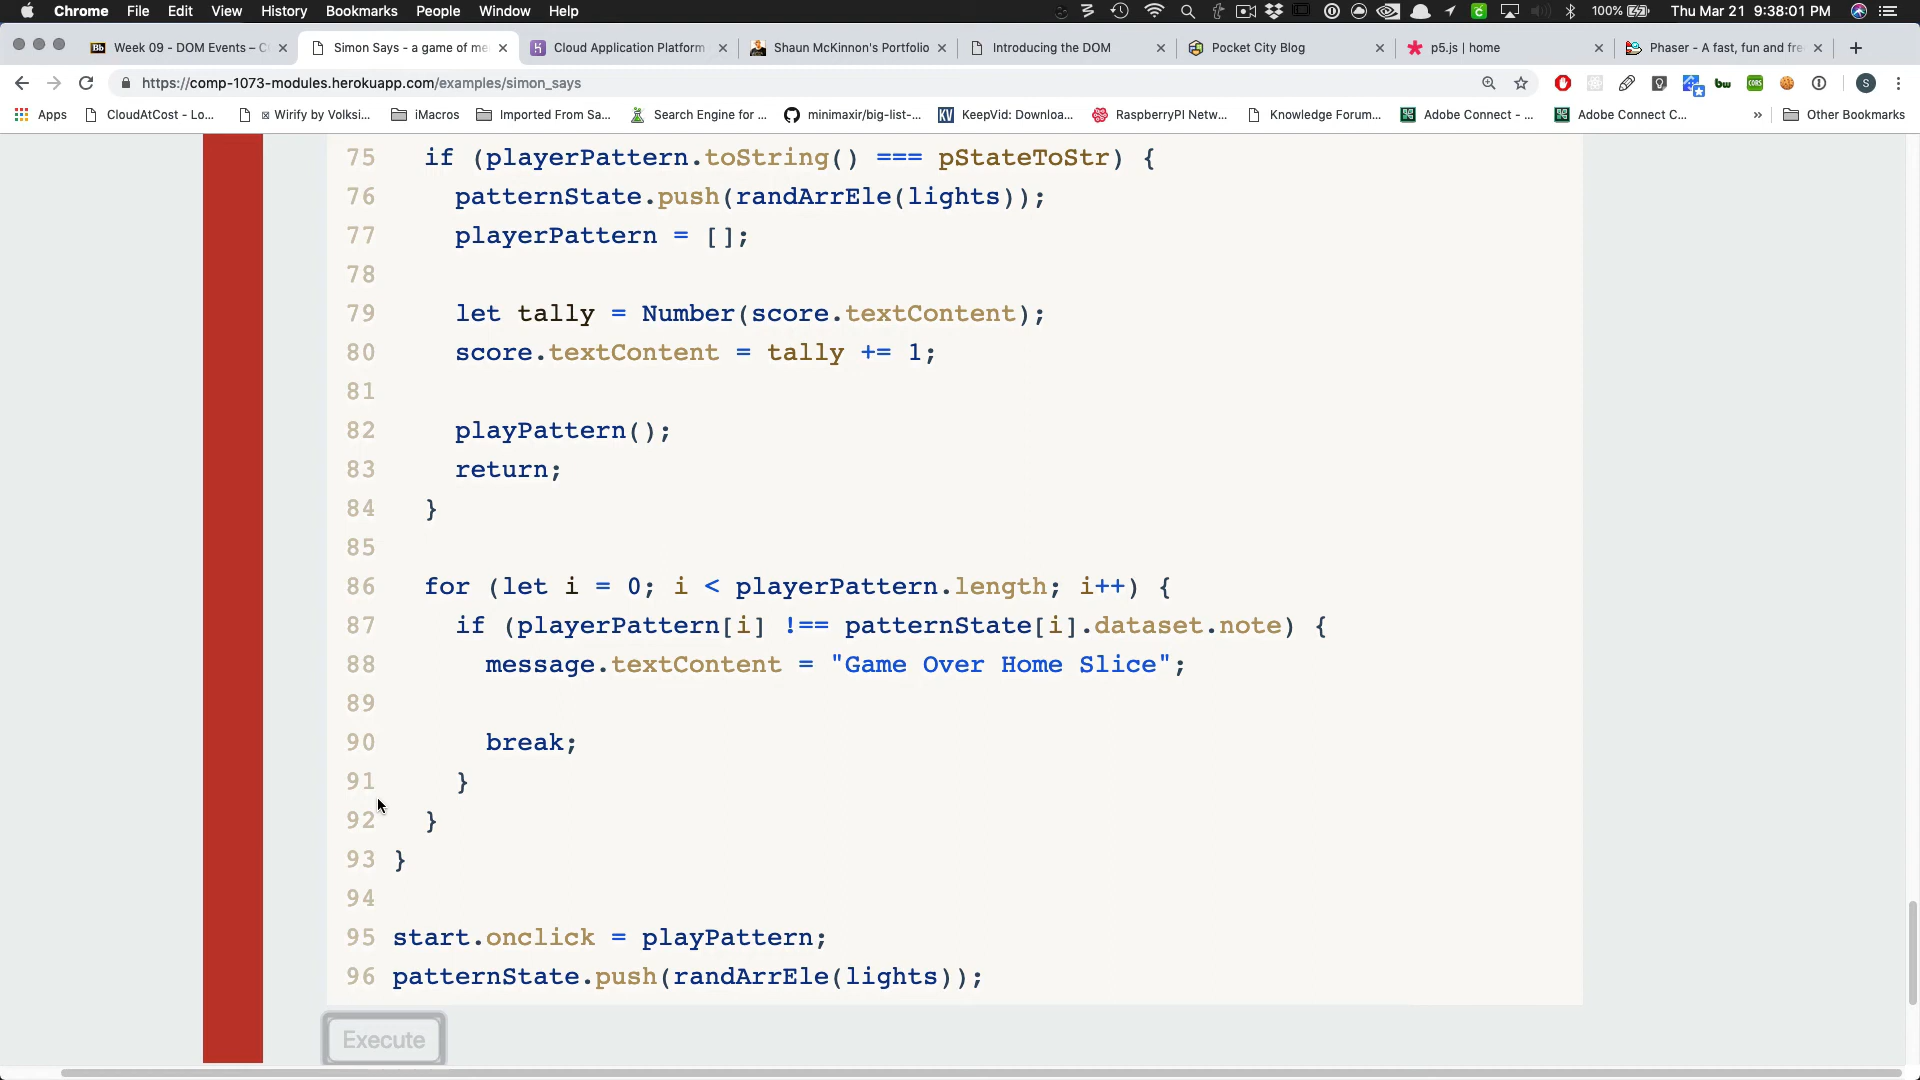 Chrome File Edit View History Bookmarks People Window Help 100% Thu Mar 21 9:38:01 PM
Week 09 - DOM Events – C Simon Says - a game of me Cloud Application Platform Shaun McKinnon's Portfolio Introducing the DOM Pocket City Blog p5.js | home Phaser - A fast, fun and fre
https://comp-1073-modules.herokuapp.com/examples/simon_says
Apps CloudAtCost - Lo... Wirify by Volksi... iMacros Imported From Sa... Search Engine for ... minimaxir/big-list-... KeepVid: Downloa... RaspberryPI Netw... Knowledge Forum... Adobe Connect - ... Adobe Connect C... » Other Bookmarks
75 if (playerPattern.toString() === pStateToStr) {
76 patternState.push(randArrEle(lights));
77 playerPattern = [];
78
79 let tally = Number(score.textContent);
80 score.textContent = tally += 1;
81
82 playPattern();
83 return;
84 }
85
86 for (let i = 0; i < playerPattern.length; i++) {
87 if (playerPattern[i] !== patternState[i].dataset.note) {
88 message.textContent = "Game Over Home Slice";
89
90 break;
91 }
92 }
93 }
94
95 start.onclick = playPattern;
96 patternState.push(randArrEle(lights));
Execute